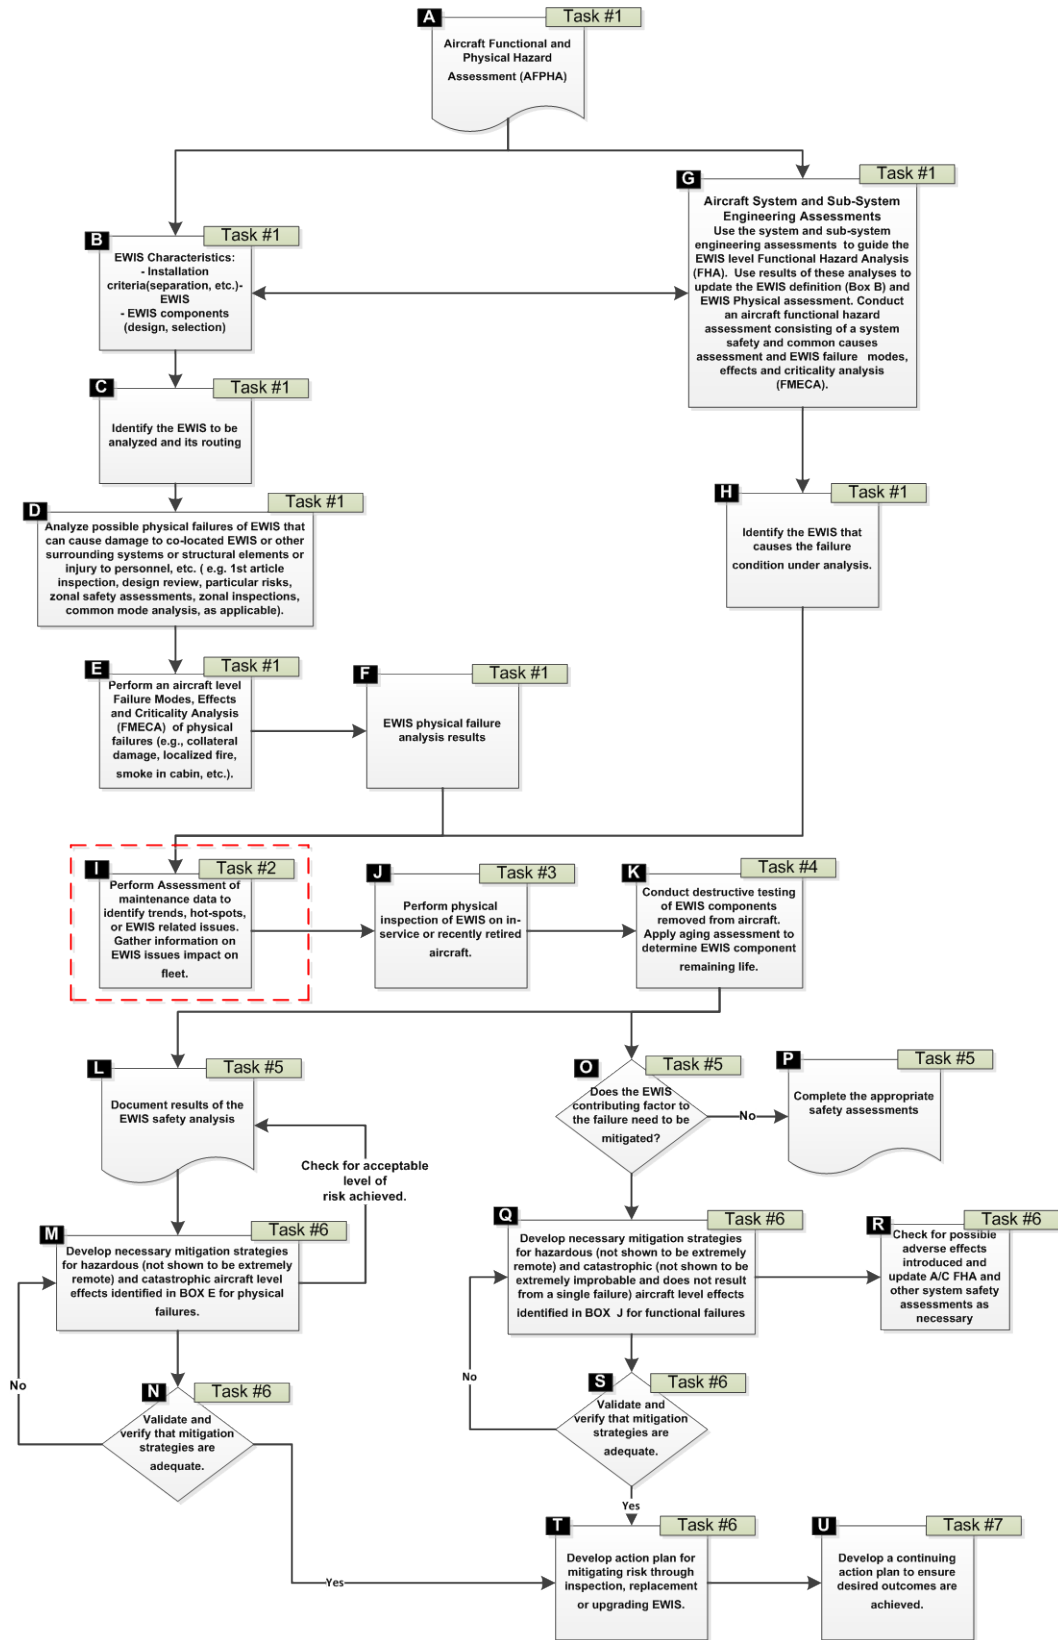 A
Task #1
Aircraft Functional and
Physical Hazard
Assessment (AFPHA)
G
Task #1
Aircraft System and Sub-System
Engineering Assessments
Use the system and sub-system
engineering assessments to guide the
EWIS level Functional Hazard Analysis
(FHA). Use results of these analyses to
update the EWIS definition (Box B) and
EWIS Physical assessment. Conduct
an aircraft functional hazard
assessment consisting of a system
safety and common causes
assessment and EWIS failure modes,
effects and criticality analysis
(FMECA).
B
Task #1
EWIS Characteristics:
- Installation
criteria(separation, etc.)-
EWIS
- EWIS components
(design, selection)
C
Task #1
Identify the EWIS to be
analyzed and its routing
D
Task #1
Analyze possible physical failures of EWIS that
can cause damage to co-located EWIS or other
surrounding systems or structural elements or
injury to personnel, etc. ( e.g. 1st article
inspection, design review, particular risks,
zonal safety assessments, zonal inspections,
common mode analysis, as applicable).
H
Task #1
Identify the EWIS that
causes the failure
condition under analysis.
E
Task #1
Perform an aircraft level
Failure Modes, Effects
and Criticality Analysis
(FMECA) of physical
failures (e.g., collateral
damage, localized fire,
smoke in cabin, etc.).
F
Task #1
EWIS physical failure
analysis results
I
Task #2
Perform Assessment of
maintenance data to
identify trends, hot-spots,
or EWIS related issues.
Gather information on
EWIS issues impact on
fleet.
J
Task #3
Perform physical
inspection of EWIS on in-
service or recently retired
aircraft.
K
Task #4
Conduct destructive testing
of EWIS components
removed from aircraft.
Apply aging assessment to
determine EWIS component
remaining life.
L
Task #5
Document results of the
EWIS safety analysis
O
Task #5
Does the EWIS
contributing factor to
the failure need to be
mitigated?
No
P
Task #5
Complete the appropriate
safety assessments
Check for acceptable
level of
risk achieved.
M
Task #6
Develop necessary mitigation strategies
for hazardous (not shown to be extremely
remote) and catastrophic aircraft level
effects identified in BOX E for physical
failures.
Q
Task #6
Develop necessary mitigation strategies
for hazardous (not shown to be extremely
remote) and catastrophic (not shown to be
extremely improbable and does not result
from a single failure) aircraft level effects
identified in BOX J for functional failures
R
Task #6
Check for possible
adverse effects
introduced and
update A/C FHA and
other system safety
assessments as
necessary
No
N
Task #6
Validate and
verify that mitigation
strategies are
adequate.
No
S
Task #6
Validate and
verify that mitigation
strategies are
adequate.
Yes
Yes
T
Task #6
Develop action plan for
mitigating risk through
inspection, replacement
or upgrading EWIS.
U
Task #7
Develop a continuing
action plan to ensure
desired outcomes are
achieved.